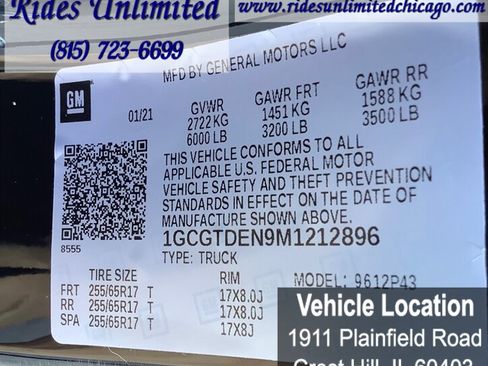 Rides Unlimited www.ridesunlimitedchicago.com
(815) 723-6699
MFD BY GENERAL MOTORS LLC
GM
01/21
GVWR GAWR FRT GAWR RR
2722 KG 1451 KG 1588 KG
6000 LB 3200 LB 3500 LB
THIS VEHICLE CONFORMS TO ALL
APPLICABLE U.S. FEDERAL MOTOR
VEHICLE SAFETY AND THEFT PREVENTION
STANDARDS IN EFFECT ON THE DATE OF
MANUFACTURE SHOWN ABOVE.
8555
1GCGTDEN9M1212896
TYPE: TRUCK MODEL: 9612P43
TIRE SIZE RIM
FRT 255/65R17 T 17X8.0J
RR 255/65R17 T 17X8.0J
SPA 255/65R17 T 17X8J
Vehicle Location
1911 Plainfield Road
Crest Hill, IL 60403